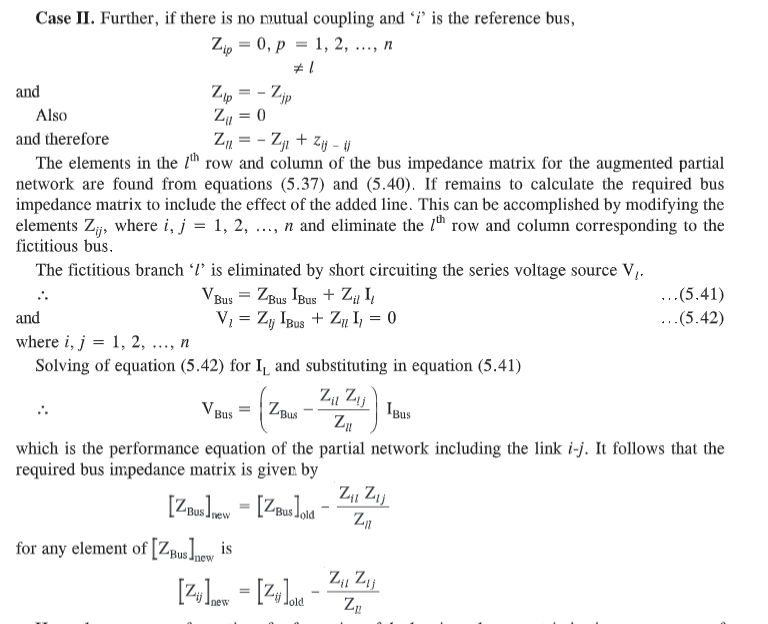 Case II. Further, if there is no mutual coupling and ‘i’ is the reference bus,
Z_ip = 0, p = 1, 2, ..., n
≠ l
and Z_lp = – Z_jp
Also Z_il = 0
and therefore Z_ll = – Z_jl + z_ij – ij
The elements in the l^th row and column of the bus impedance matrix for the augmented partial
network are found from equations (5.37) and (5.40). If remains to calculate the required bus
impedance matrix to include the effect of the added line. This can be accomplished by modifying the
elements Z_ij, where i, j = 1, 2, ..., n and eliminate the l^th row and column corresponding to the
fictitious bus.
The fictitious branch ‘l’ is eliminated by short circuiting the series voltage source V_l.
∴ V_Bus = Z_Bus I_Bus + Z_il I_l ...(5.41)
and V_l = Z_lj I_Bus + Z_ll I_l = 0 ...(5.42)
where i, j = 1, 2, ..., n
Solving of equation (5.42) for I_L and substituting in equation (5.41)
∴ V_Bus = (Z_Bus – Z_il Z_lj / Z_ll) I_Bus
which is the performance equation of the partial network including the link i-j. It follows that the
required bus impedance matrix is given by
[Z_Bus]_new = [Z_Bus]_old – Z_il Z_lj / Z_ll
for any element of [Z_Bus]_new is
[Z_ij]_new = [Z_ij]_old – Z_il Z_lj / Z_ll